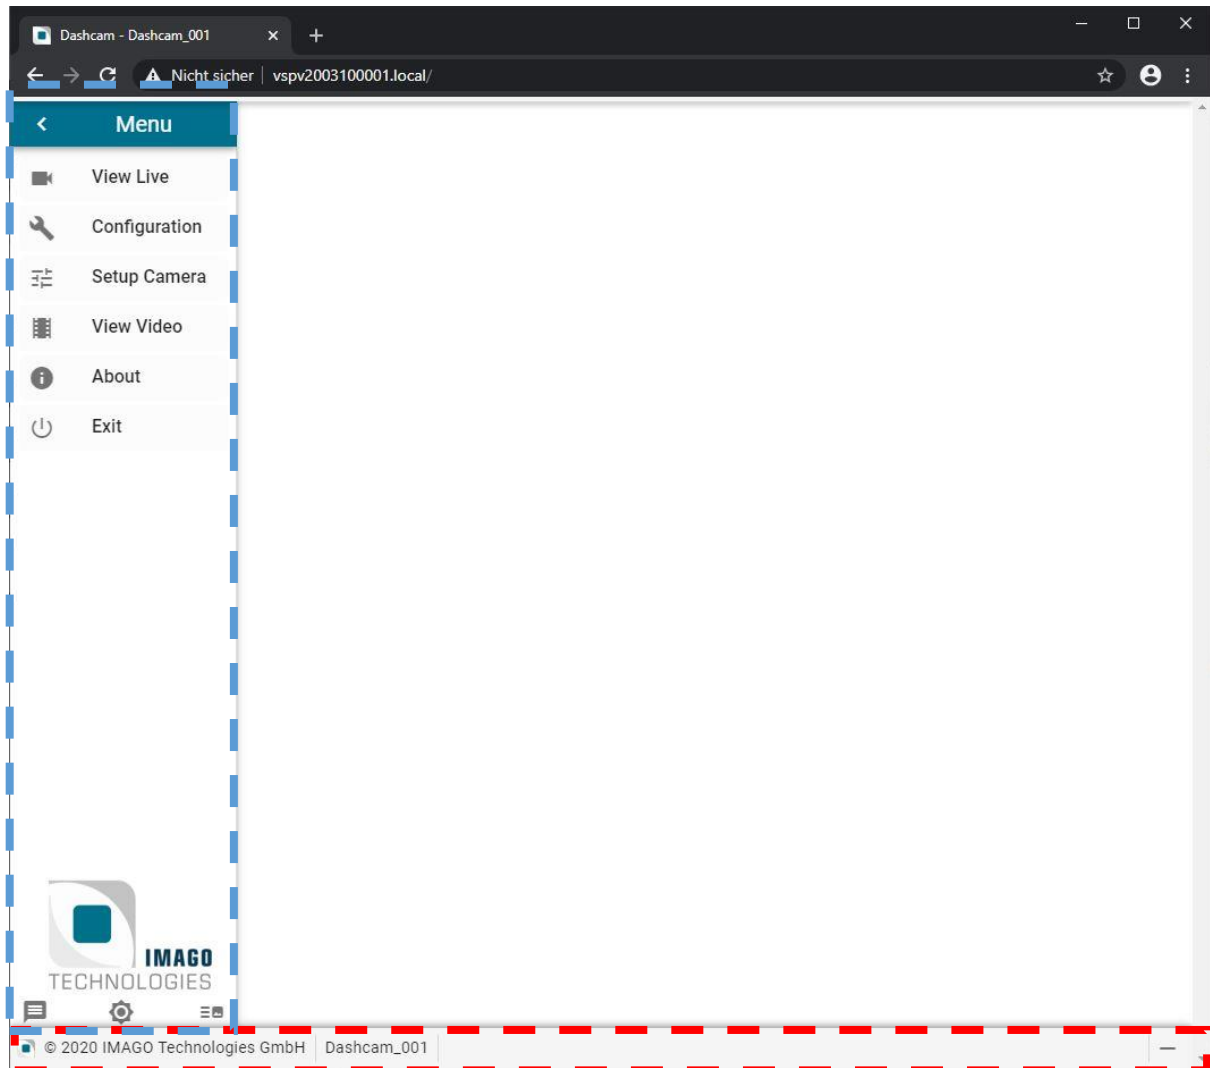 Dashcam - Dashcam_001
Nicht sicher | vspv2003100001.local/
Menu
View Live
Configuration
Setup Camera
View Video
About
Exit
IMAGO
TECHNOLOGIES
© 2020 IMAGO Technologies GmbH
Dashcam_001